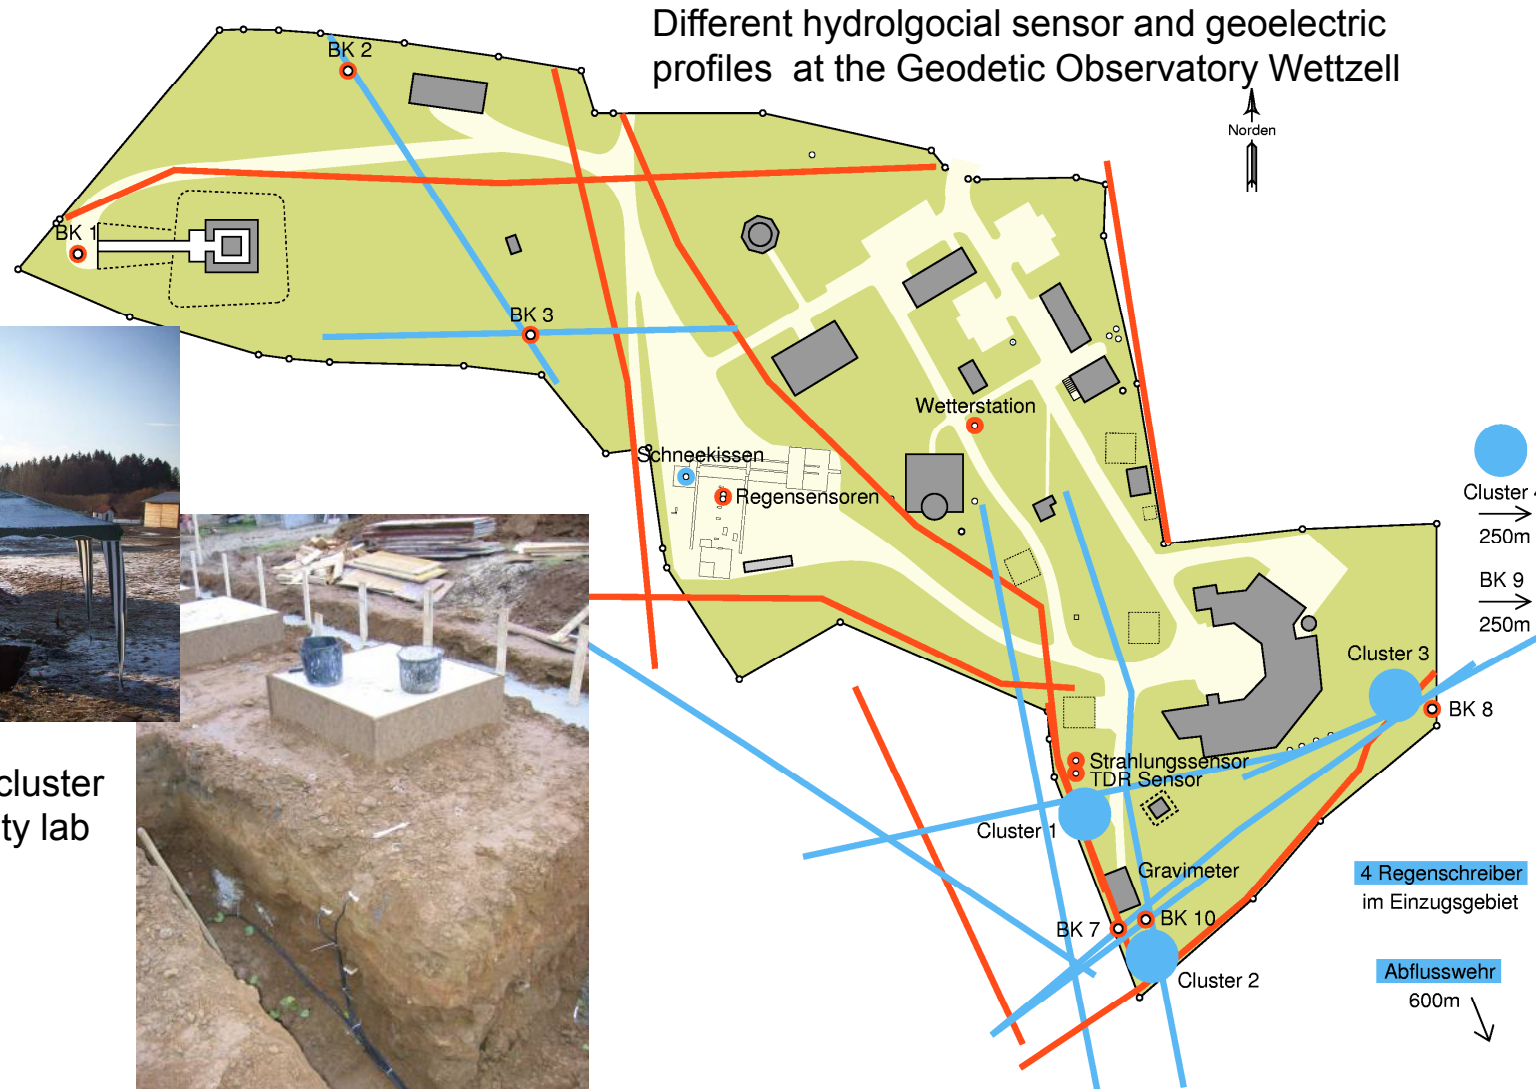 Different hydrolgocial sensor and geoelectric
profiles at the Geodetic Observatory Wettzell
Norden
BK 2
BK 1
BK 3
Wetterstation
Schneekissen
Regensensoren
Cluster 4
250m
BK 9
250m
Cluster 3
BK 8
Strahlungssensor
TDR Sensor
cluster
ty lab
Cluster 1
Gravimeter
4 Regenschreiber
im Einzugsgebiet
BK 10
BK 7
Cluster 2
Abflusswehr
600m